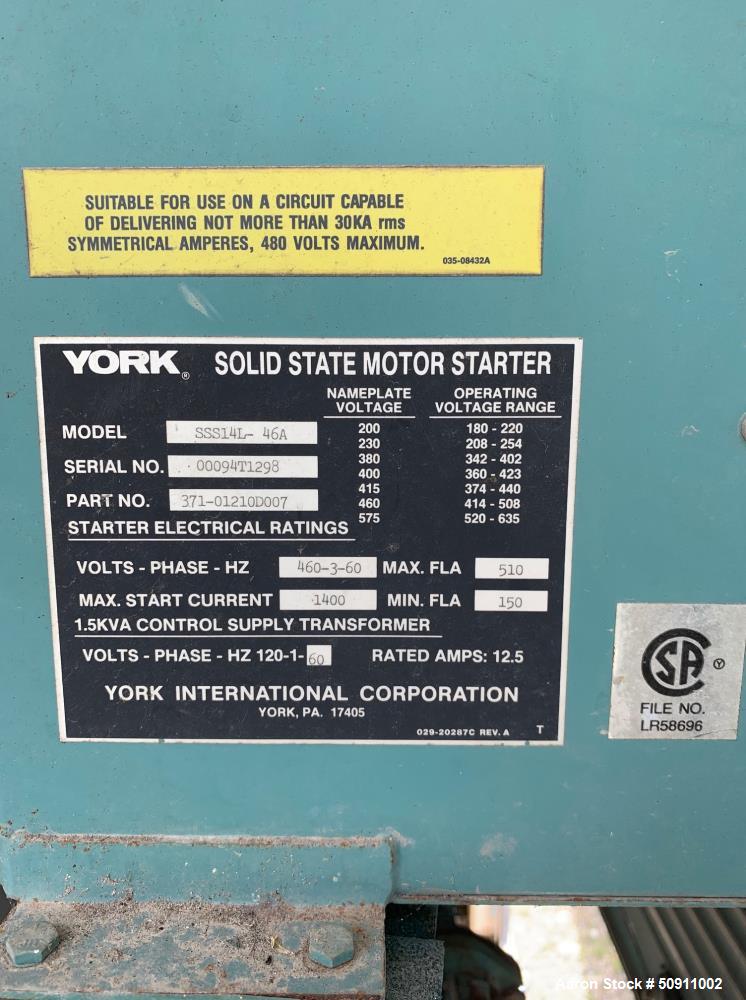 SUITABLE FOR USE ON A CIRCUIT CAPABLE
OF DELIVERING NOT MORE THAN 30KA rms
SYMMETRICAL AMPERES, 480 VOLTS MAXIMUM.
035-08432A
YORK® SOLID STATE MOTOR STARTER
NAMEPLATE VOLTAGE OPERATING VOLTAGE RANGE
200 180 - 220
230 208 - 254
380 342 - 402
400 360 - 423
415 374 - 440
460 414 - 508
575 520 - 635
MODEL SSS14L- 46A
SERIAL NO. 00094T1298
PART NO. 371-01210D007
STARTER ELECTRICAL RATINGS
VOLTS - PHASE - HZ 460-3-60 MAX. FLA 510
MAX. START CURRENT 1400 MIN. FLA 150
1.5KVA CONTROL SUPPLY TRANSFORMER
VOLTS - PHASE - HZ 120-1-60 RATED AMPS: 12.5
YORK INTERNATIONAL CORPORATION
YORK, PA. 17405
029-20287C REV. A T
SA ®
FILE NO.
LR58696
Aaron Stock # 50911002